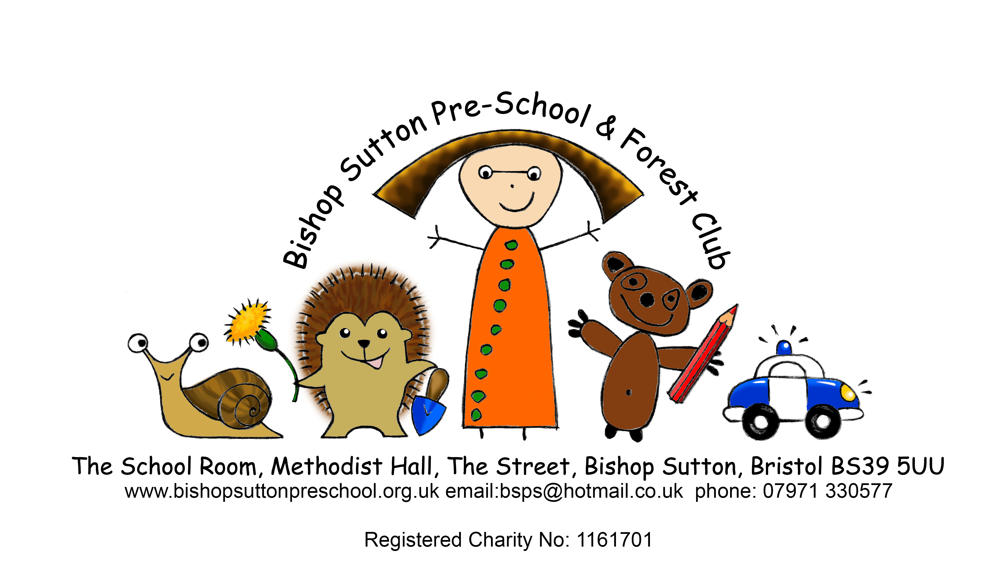 Bishop Sutton Pre-School & Forest Club
The School Room, Methodist Hall, The Street, Bishop Sutton, Bristol BS39 5UU
www.bishopsuttonpreschool.org.uk email:bsps@hotmail.co.uk  phone: 07971 330577
Registered Charity No: 1161701